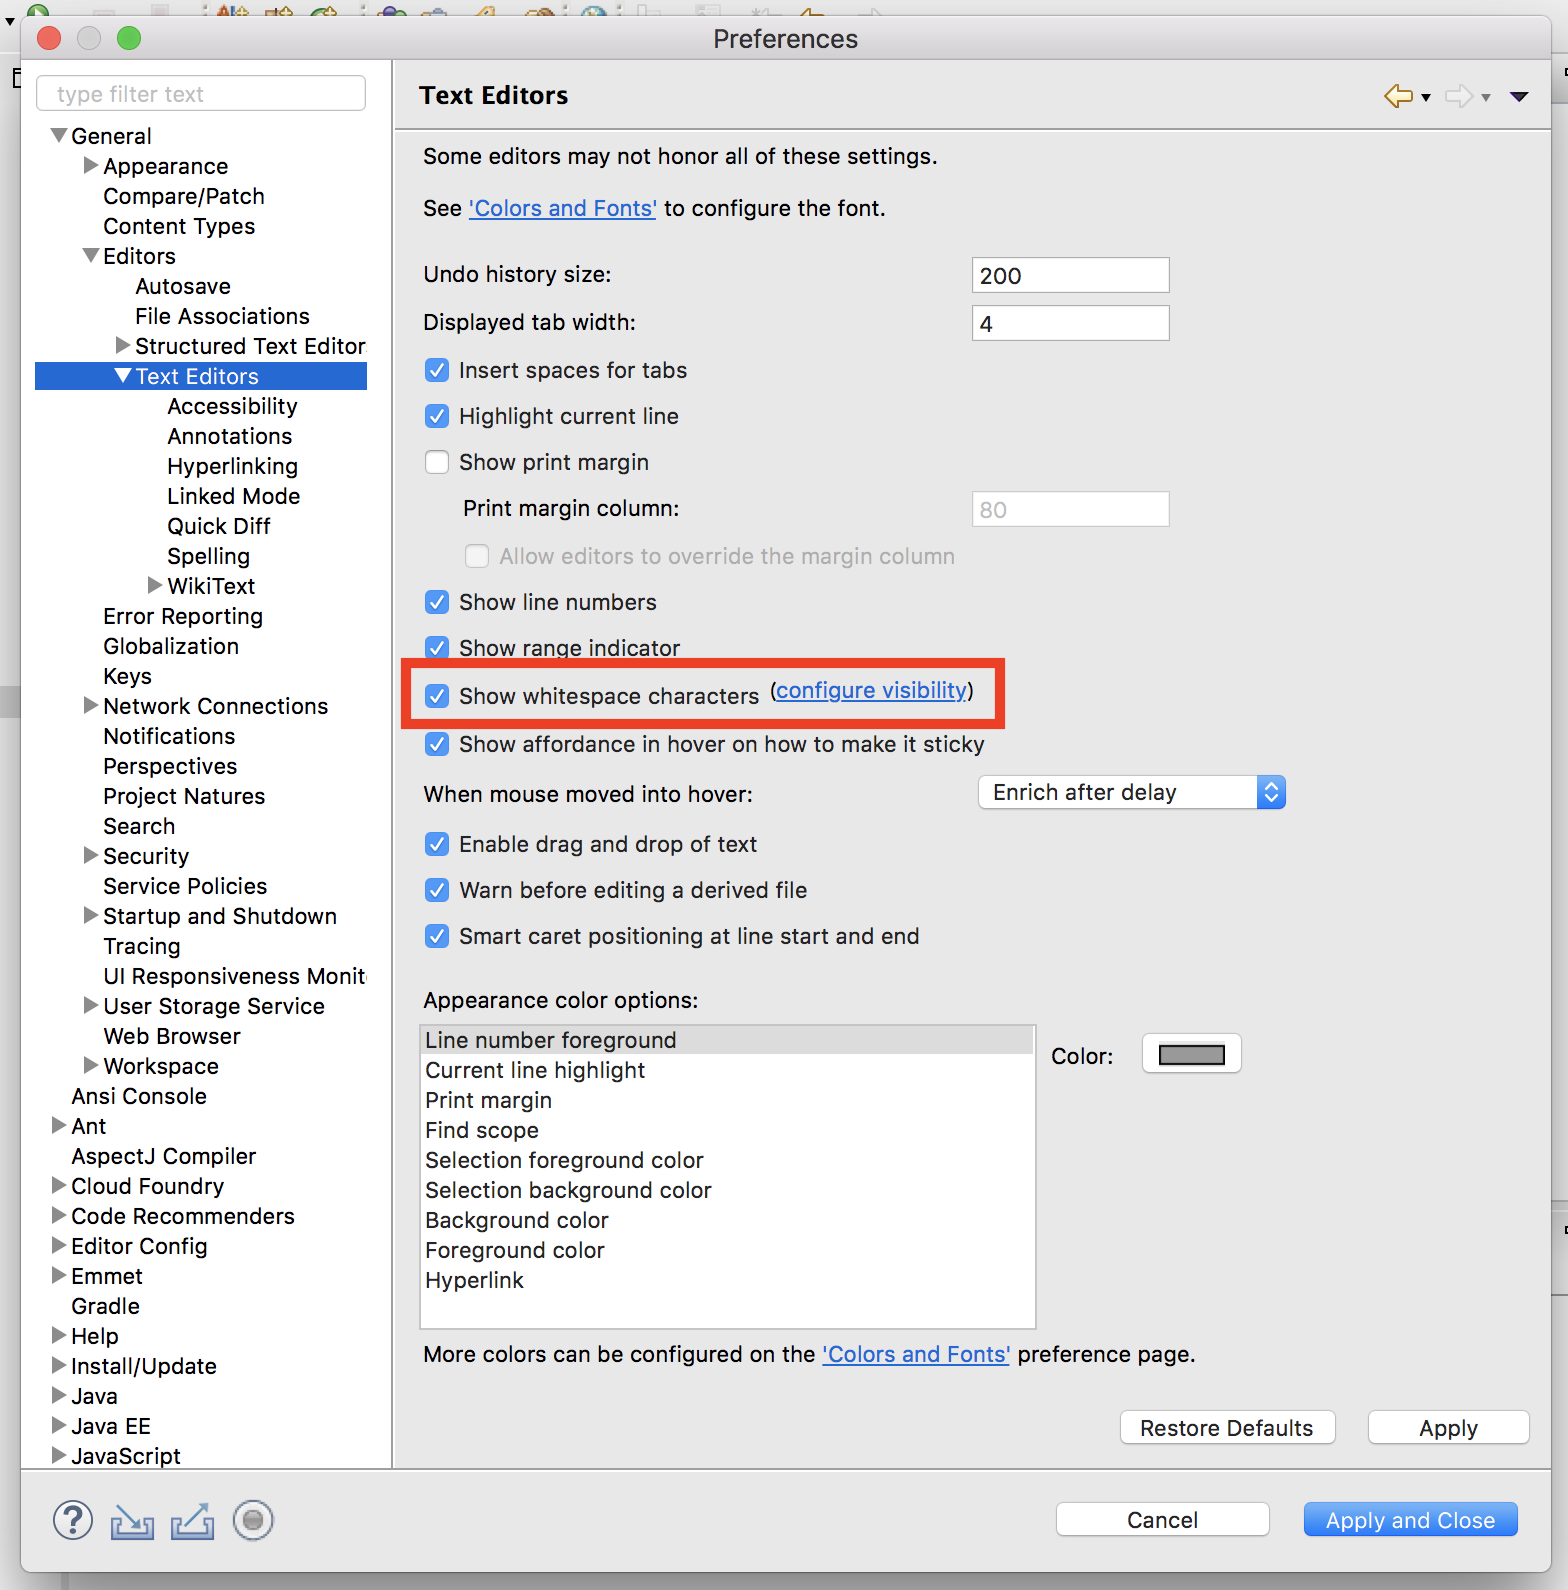 Preferences
type filter text
General
Appearance
Compare/Patch
Content Types
Editors
Autosave
File Associations
Structured Text Editor
Text Editors
Accessibility
Annotations
Hyperlinking
Linked Mode
Quick Diff
Spelling
WikiText
Error Reporting
Globalization
Keys
Network Connections
Notifications
Perspectives
Project Natures
Search
Security
Service Policies
Startup and Shutdown
Tracing
UI Responsiveness Monit
User Storage Service
Web Browser
Workspace
Ansi Console
Ant
AspectJ Compiler
Cloud Foundry
Code Recommenders
Editor Config
Emmet
Gradle
Help
Install/Update
Java
Java EE
JavaScript
Text Editors
Some editors may not honor all of these settings.
See 'Colors and Fonts' to configure the font.
Undo history size: 200
Displayed tab width: 4
Insert spaces for tabs
Highlight current line
Show print margin
Print margin column: 80
Allow editors to override the margin column
Show line numbers
Show range indicator
Show whitespace characters (configure visibility)
Show affordance in hover on how to make it sticky
When mouse moved into hover: Enrich after delay
Enable drag and drop of text
Warn before editing a derived file
Smart caret positioning at line start and end
Appearance color options:
Line number foreground
Current line highlight
Print margin
Find scope
Selection foreground color
Selection background color
Background color
Foreground color
Hyperlink
Color:
More colors can be configured on the 'Colors and Fonts' preference page.
Restore Defaults Apply
? Cancel Apply and Close